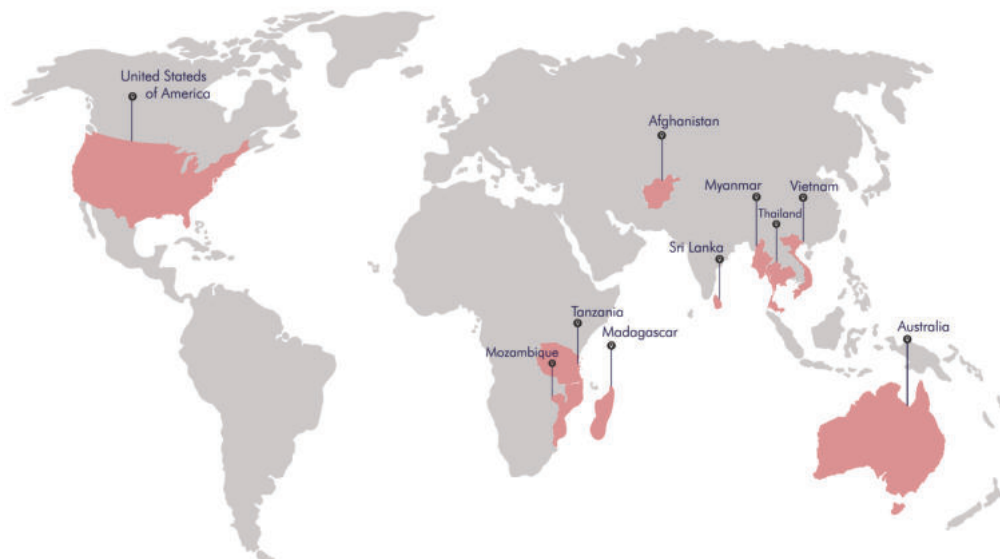 United Stateds
of America
Afghanistan
Myanmar
Vietnam
Thailand
Sri Lanka
Tanzania
Madagascar
Australia
Mozambique